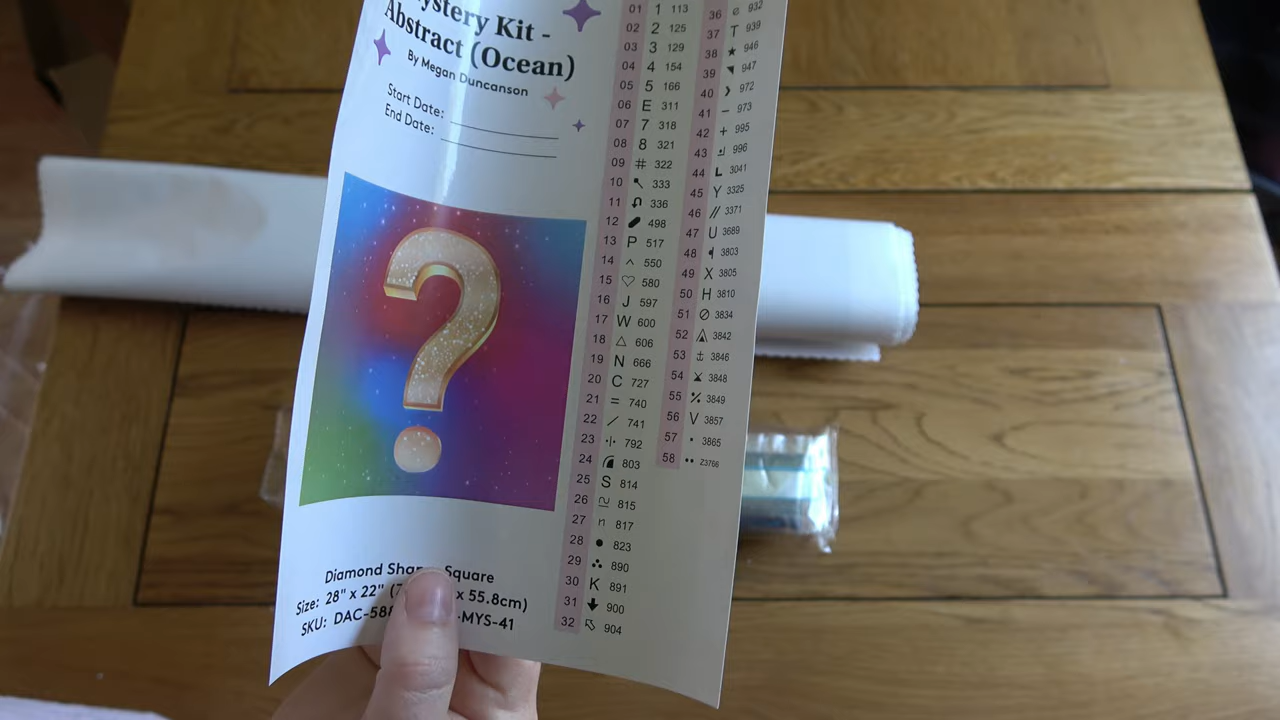 ystery Kit -
Abstract (Ocean)
By Megan Duncanson
Start Date:
End Date:
Diamond Square
Size: 28" x 22" x 55.8cm)
SKU: DAC-58 -MYS-41
01 1 113
02 2 125
03 3 129
04 4 154
05 5 166
06 E 311
07 7 318
08 8 321
09 # 322
10 333
11 336
12 498
13 P 517
14 ^ 550
15 ♡ 580
16 J 597
17 W 600
18 △ 606
19 N 666
20 C 727
21 = 740
22 / 741
23 792
24 803
25 S 814
26 815
27 n 817
28 ● 823
29 890
30 K 891
31 900
32 904
36 ℮ 932
37 T 939
38 ★ 946
39 947
40 972
41 − 973
42 + 995
43 996
44 L 3041
45 Y 3325
46 // 3371
47 U 3689
48 3803
49 X 3805
50 H 3810
51 ⊘ 3834
52 3842
53 3846
54 3848
55 3849
56 V 3857
57 · 3865
58 •• Z3766